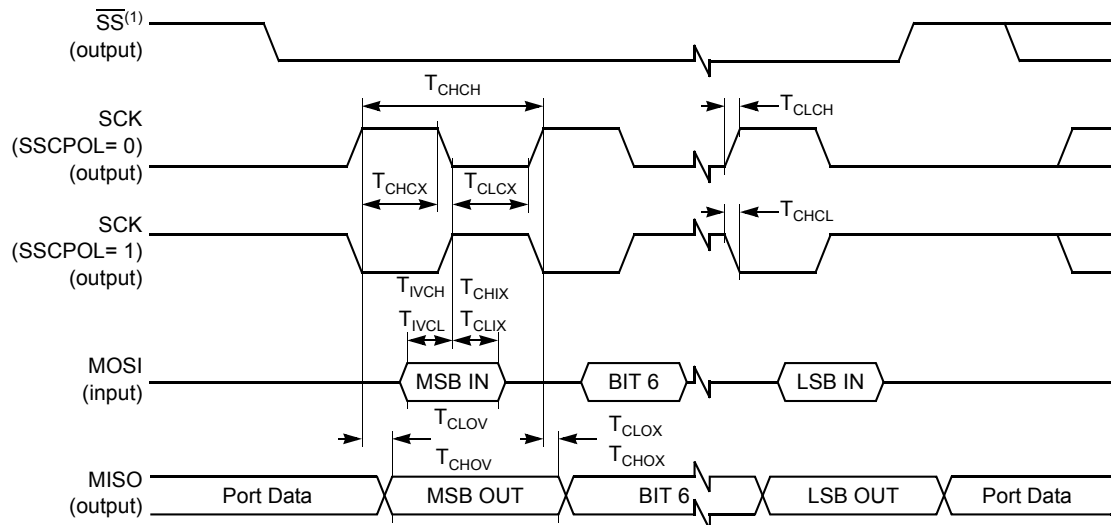 SS(1)
(output)
TCHCH
TCLCH
SCK
(SSCPOL= 0)
(output)
TCHCX
TCLCX
TCHCL
SCK
(SSCPOL= 1)
(output)
TIVCH
TCHIX
TIVCL
TCLIX
MOSI
(input)
MSB IN
BIT 6
LSB IN
TCLOV
TCLOX
TCHOV
TCHOX
MISO
(output)
Port Data
MSB OUT
BIT 6
LSB OUT
Port Data